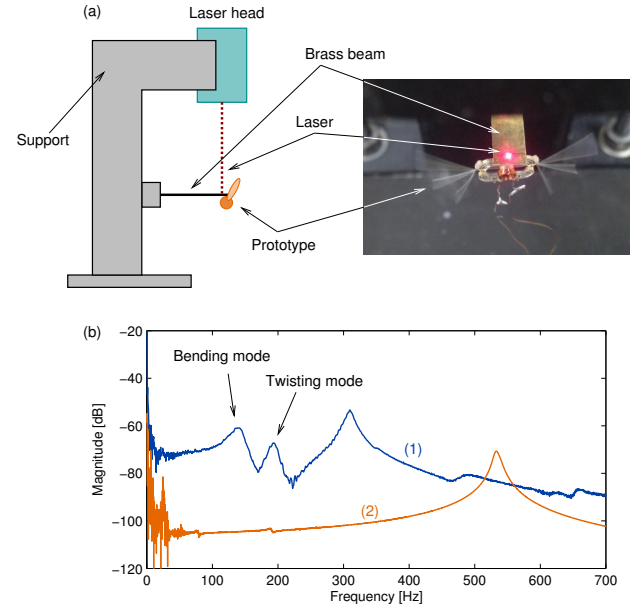 (a)
Laser head
Brass beam
Support
Laser
Prototype
(b)
Magnitude [dB]
−20
−40
−60
−80
−100
−120
Bending mode
Twisting mode
(1)
(2)
0 100 200 300 400 500 600 700
Frequency [Hz]